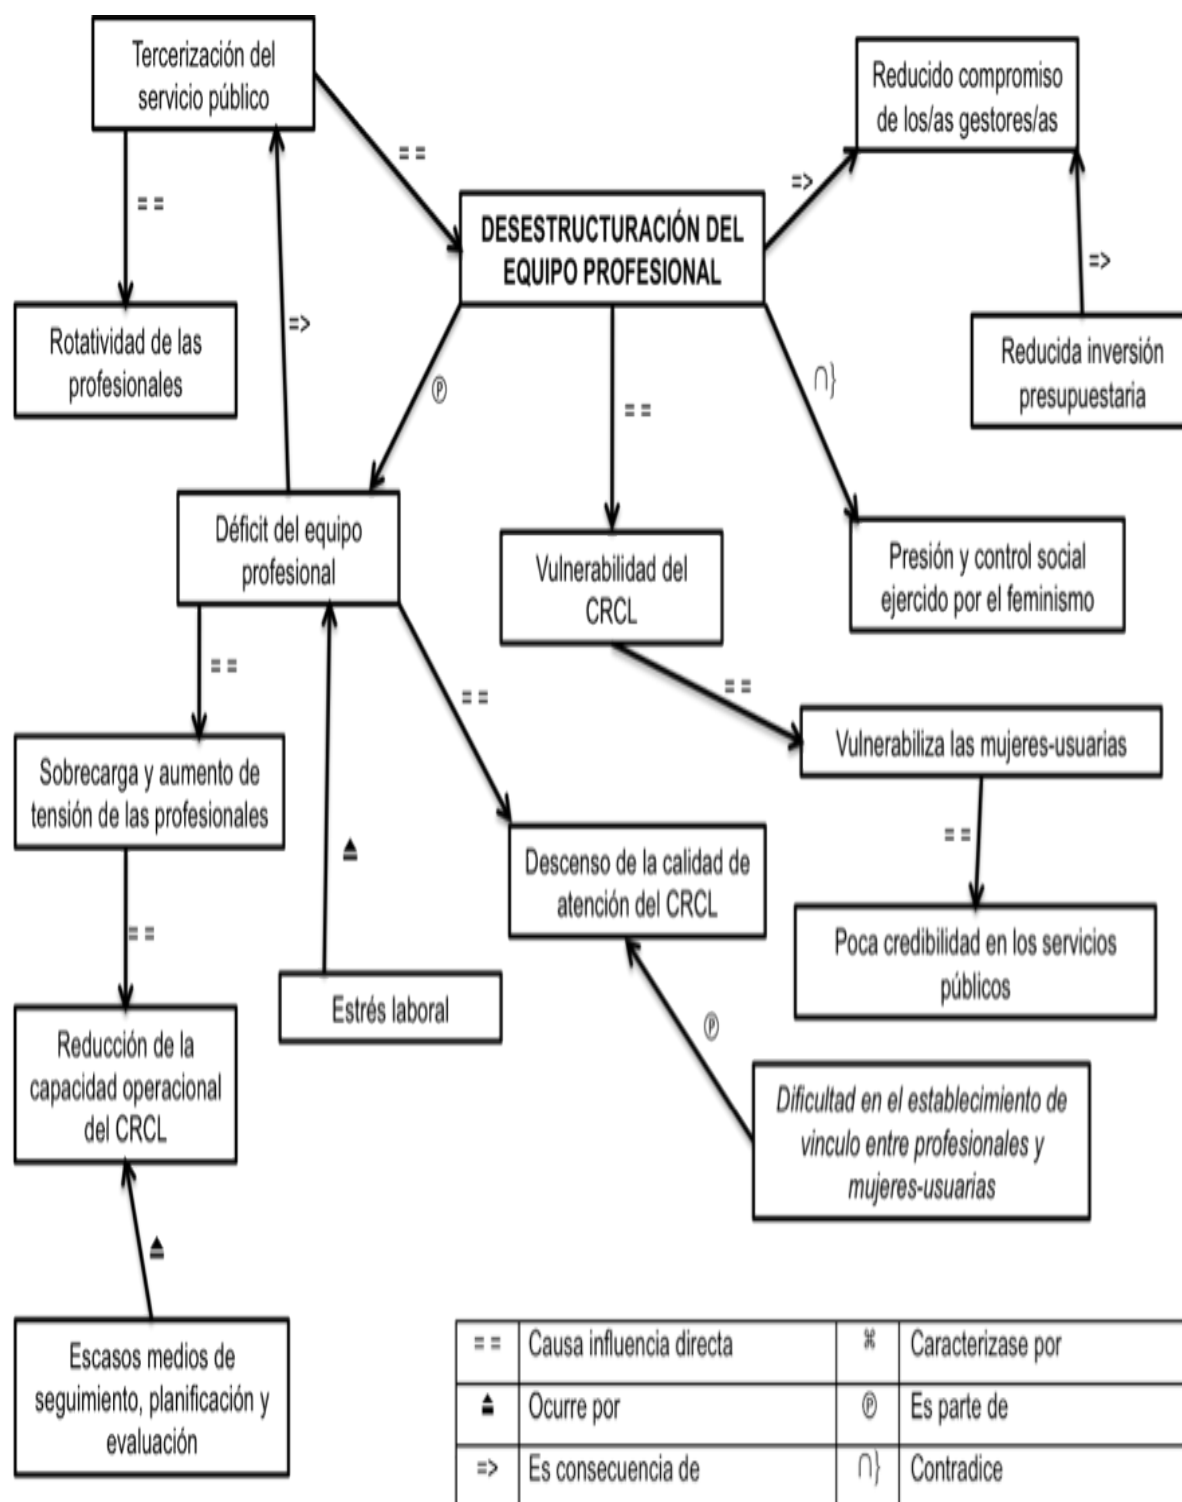 Tercerización del
servicio público
Reducido compromiso
de los/as gestores/as
= =
=>
DESESTRUCTURACIÓN DEL
EQUIPO PROFESIONAL
= =
=>
=>
Rotatividad de las
profesionales
Reducida inversión
presupuestaria
Ⓟ
= =
∩}
Déficit del equipo
profesional
Vulnerabilidad del
CRCL
Presión y control social
ejercido por el feminismo
= =
= =
= =
Vulnerabiliza las mujeres-usuarias
Sobrecarga y aumento de
tensión de las profesionales
= =
≜
Descenso de la calidad de
atención del CRCL
= =
Poca credibilidad en los servicios
públicos
Estrés laboral
Ⓟ
Reducción de la
capacidad operacional
del CRCL
Dificultad en el establecimiento de
vinculo entre profesionales y
mujeres-usuarias
≜
Escasos medios de
seguimiento, planificación y
evaluación
= = Causa influencia directa ⌘ Caracterizase por
≜ Ocurre por Ⓟ Es parte de
=> Es consecuencia de ∩} Contradice